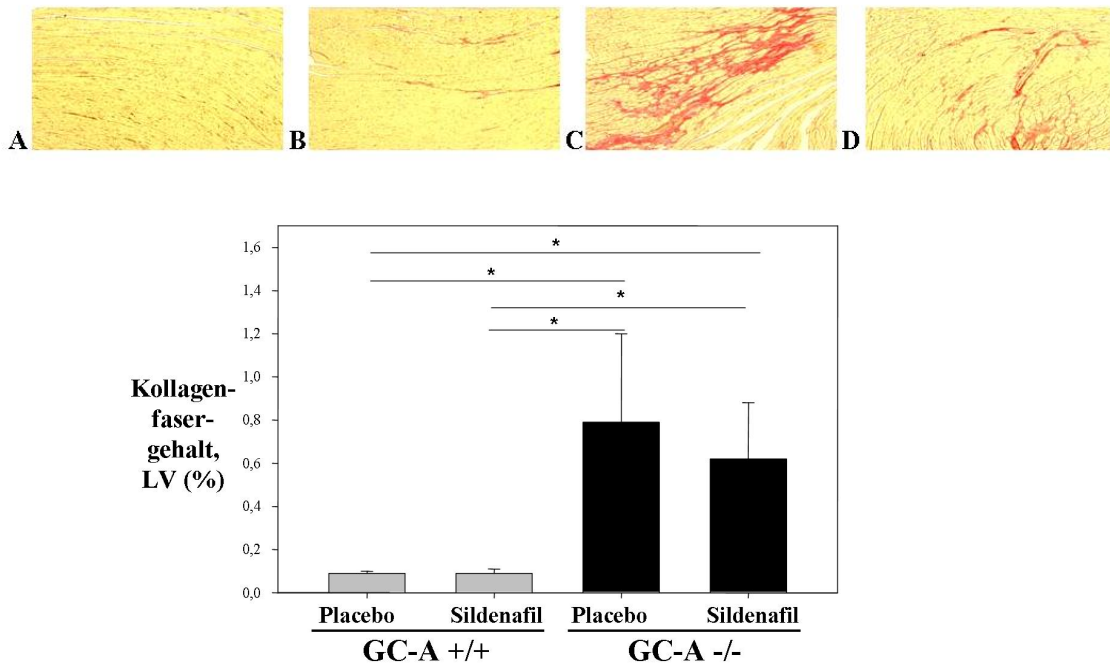 A B C D
*
*
*
*
1,6
1,4
1,2
1,0
0,8
0,6
0,4
0,2
0,0
Kollagen-
faser-
gehalt,
LV (%)
Placebo Sildenafil Placebo Sildenafil
GC-A +/+ GC-A -/-